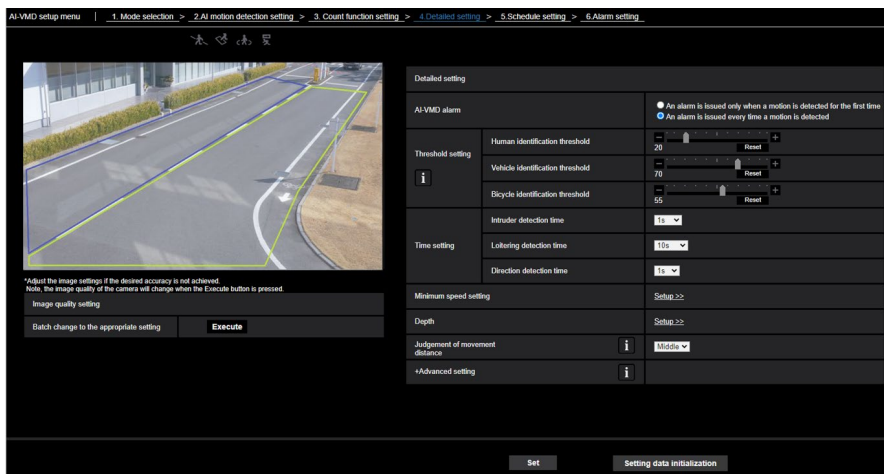 AI-VMD setup menu | 1. Mode selection > 2.AI motion detection setting > 3. Count function setting > 4.Detailed setting > 5.Schedule setting > 6.Alarm setting
Detailed setting
AI-VMD alarm
An alarm is issued only when a motion is detected for the first time
An alarm is issued every time a motion is detected
Threshold setting
i
Human identification threshold
- +
20 Reset
Vehicle identification threshold
- +
70 Reset
Bicycle identification threshold
- +
55 Reset
Time setting
Intruder detection time
1s
Loitering detection time
10s
Direction detection time
1s
*Adjust the image settings if the desired accuracy is not achieved.
Note, the image quality of the camera will change when the Execute button is pressed.
Image quality setting
Batch change to the appropriate setting Execute
Minimum speed setting Setup >>
Depth Setup >>
Judgement of movement
distance
i
Middle
+Advanced setting i
Set Setting data initialization